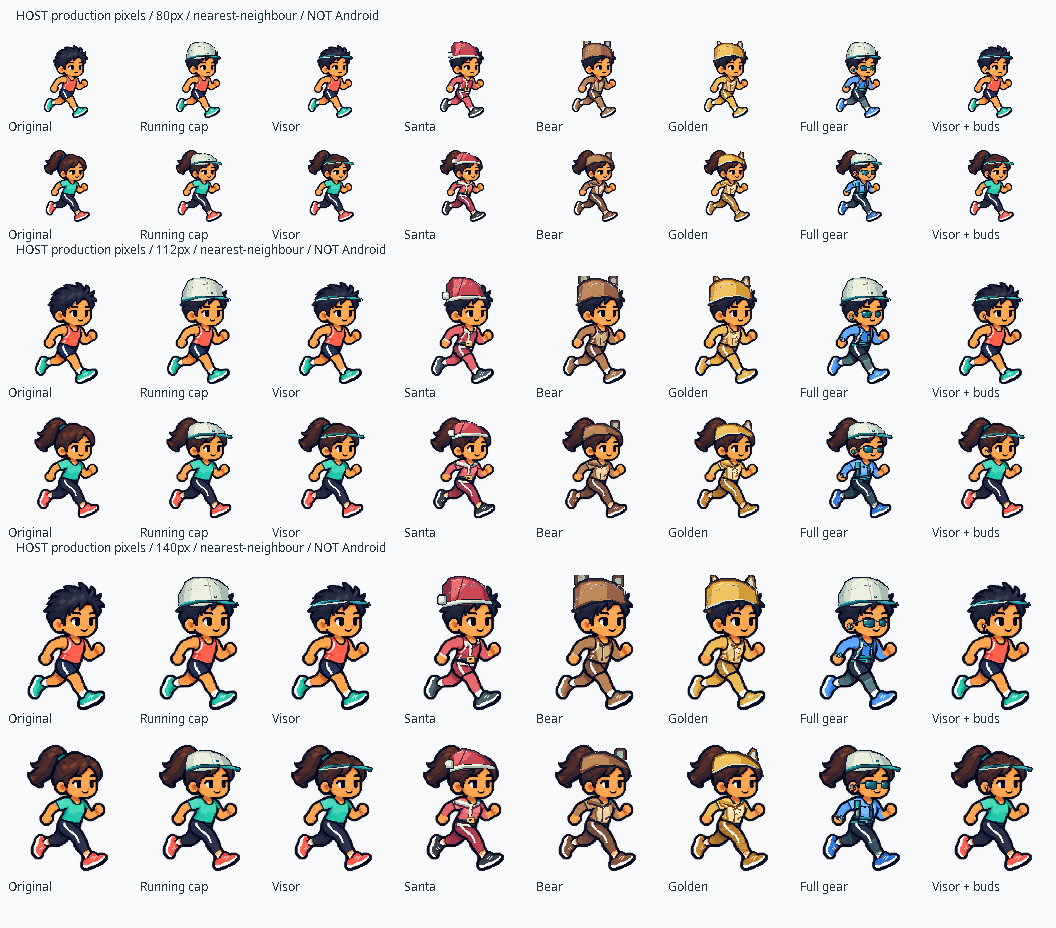 HOST production pixels / 80px / nearest-neighbour / NOT Android
Original Running cap Visor Santa Bear Golden Full gear Visor + buds
Original Running cap Visor Santa Bear Golden Full gear Visor + buds
HOST production pixels / 112px / nearest-neighbour / NOT Android
Original Running cap Visor Santa Bear Golden Full gear Visor + buds
Original Running cap Visor Santa Bear Golden Full gear Visor + buds
HOST production pixels / 140px / nearest-neighbour / NOT Android
Original Running cap Visor Santa Bear Golden Full gear Visor + buds
Original Running cap Visor Santa Bear Golden Full gear Visor + buds